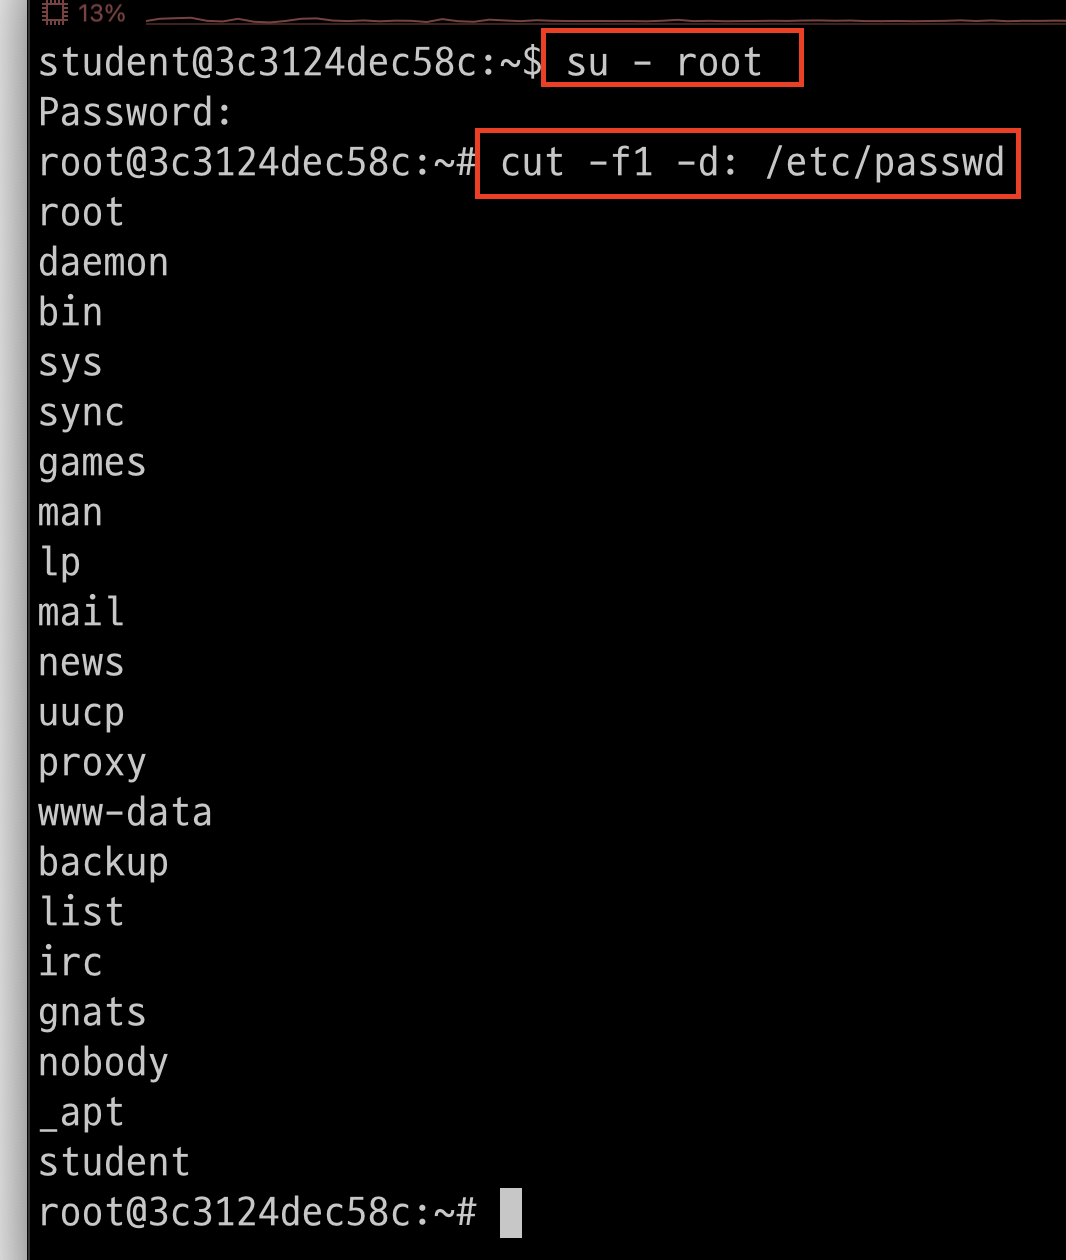 13%
student@3c3124dec58c:~$ su - root
Password:
root@3c3124dec58c:~# cut -f1 -d: /etc/passwd
root
daemon
bin
sys
sync
games
man
lp
mail
news
uucp
proxy
www-data
backup
list
irc
gnats
nobody
_apt
student
root@3c3124dec58c:~#